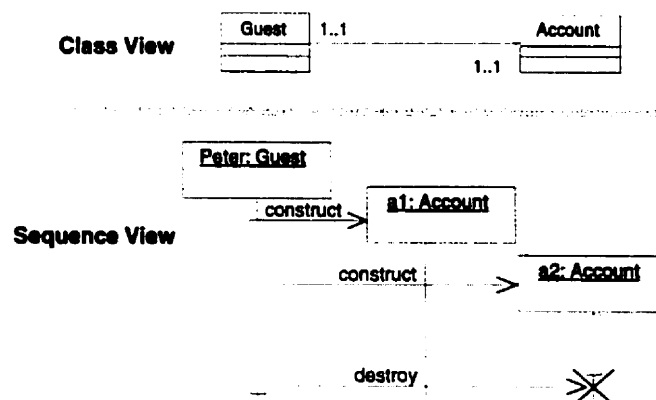 Guest
1..1
Account
Class View
1..1
Peter: Guest
construct
a1: Account
Sequence View
construct
a2: Account
destroy